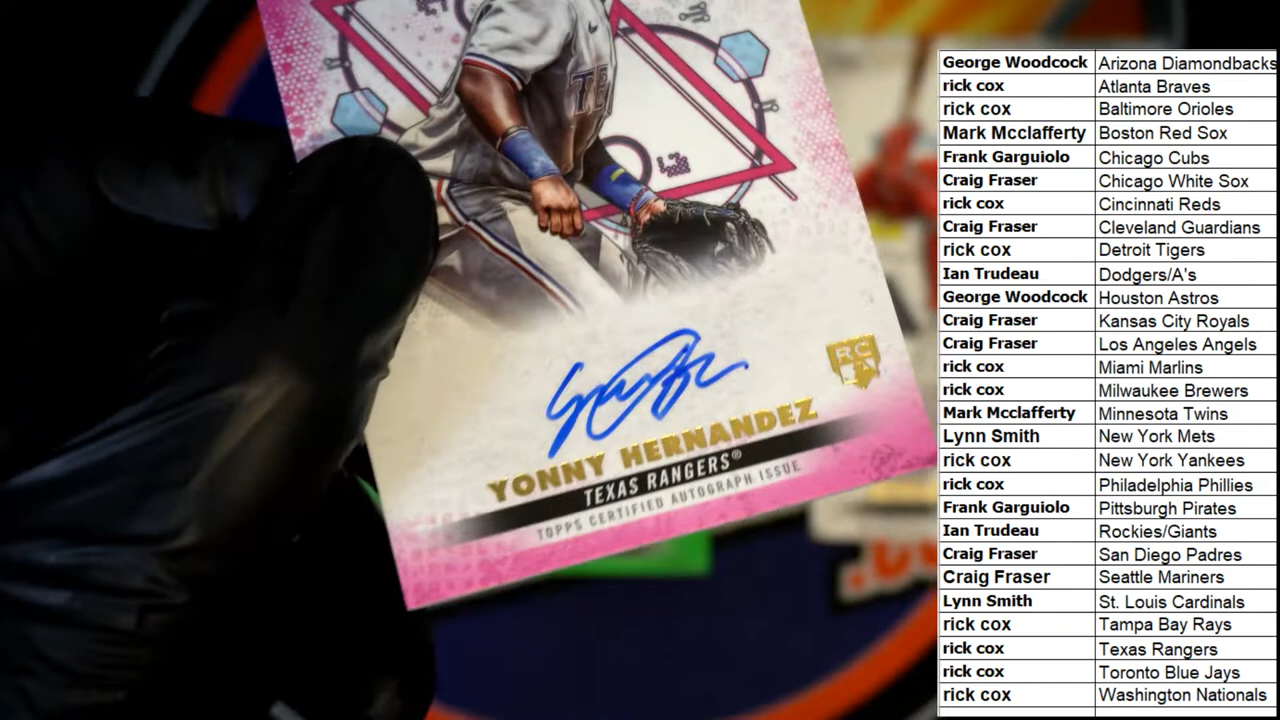 TE
YONNY HERNANDEZ
TEXAS RANGERS®
TOPPS CERTIFIED AUTOGRAPH ISSUE
RC
George Woodcock Arizona Diamondbacks
rick cox Atlanta Braves
rick cox Baltimore Orioles
Mark Mcclafferty Boston Red Sox
Frank Garguiolo Chicago Cubs
Craig Fraser Chicago White Sox
rick cox Cincinnati Reds
Craig Fraser Cleveland Guardians
rick cox Detroit Tigers
Ian Trudeau Dodgers/A's
George Woodcock Houston Astros
Craig Fraser Kansas City Royals
Craig Fraser Los Angeles Angels
rick cox Miami Marlins
rick cox Milwaukee Brewers
Mark Mcclafferty Minnesota Twins
Lynn Smith New York Mets
rick cox New York Yankees
rick cox Philadelphia Phillies
Frank Garguiolo Pittsburgh Pirates
Ian Trudeau Rockies/Giants
Craig Fraser San Diego Padres
Craig Fraser Seattle Mariners
Lynn Smith St. Louis Cardinals
rick cox Tampa Bay Rays
rick cox Texas Rangers
rick cox Toronto Blue Jays
rick cox Washington Nationals